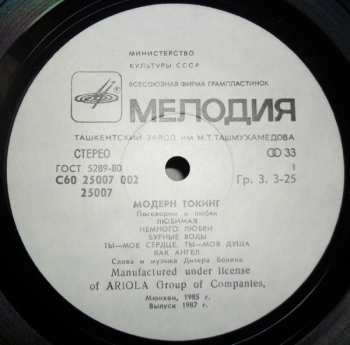 МИНИСТЕРСТВО
КУЛЬТУРЫ СССР
ВСЕСОЮЗНАЯ ФИРМА ГРАМПЛАСТИНОК
МЕЛОДИЯ
ТАШКЕНТСКИЙ ЗАВОД ИМ М.Т.ТАШМУХАМЕДОВА
СТЕРЕО
33
ГОСТ 5289-80
1
С60 25007 002
Гр. 3. 3-25
25007
МОДЕРН ТОКИНГ
Поговорим о любви
ЛЮБИМАЯ
НЕМНОГО ЛЮБВИ
БУРНЫЕ ВОДЫ
ТЫ—МОЕ СЕРДЦЕ, ТЫ—МОЯ ДУША
КАК АНГЕЛ
Слова и музыка Дитера Болена
Manufactured under license
of ARIOLA Group of Companies,
Мюнхен, 1985 г.
Выпуск 1987 г.